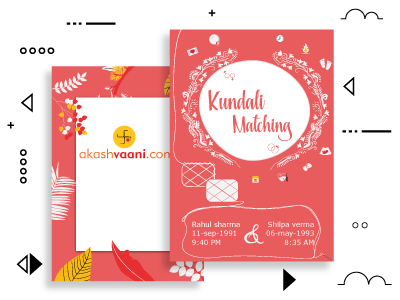 akashvaani.com
Kundali
Matching
Rahul sharma
11-sep-1991
9:40 PM
&
Shilpa verma
06-may-1993
8:35 AM